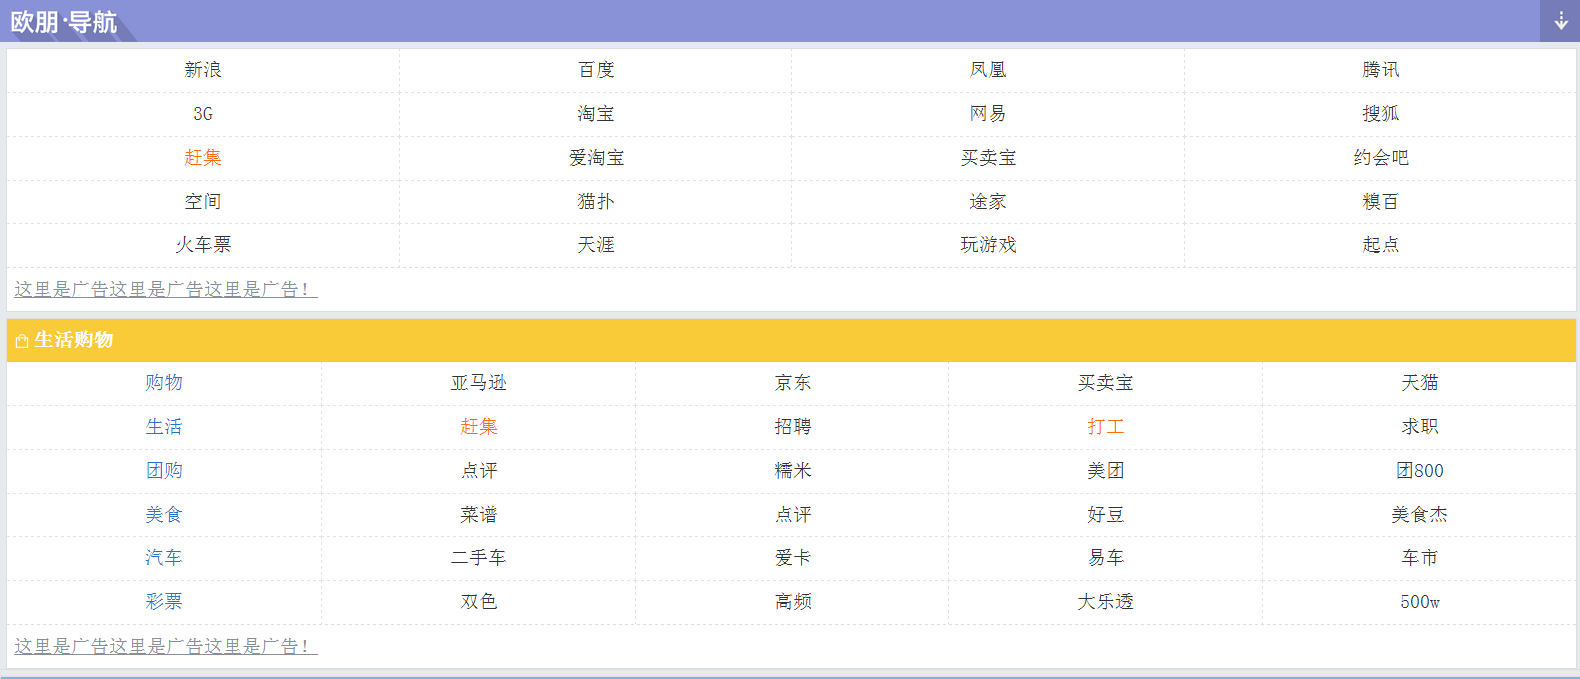 欧朋·导航
新浪 百度 凤凰 腾讯
3G 淘宝 网易 搜狐
赶集 爱淘宝 买卖宝 约会吧
空间 猫扑 途家 糗百
火车票 天涯 玩游戏 起点
这里是广告这里是广告这里是广告！
生活购物
购物 亚马逊 京东 买卖宝 天猫
生活 赶集 招聘 打工 求职
团购 点评 糯米 美团 团800
美食 菜谱 点评 好豆 美食杰
汽车 二手车 爱卡 易车 车市
彩票 双色 高频 大乐透 500w
这里是广告这里是广告这里是广告！